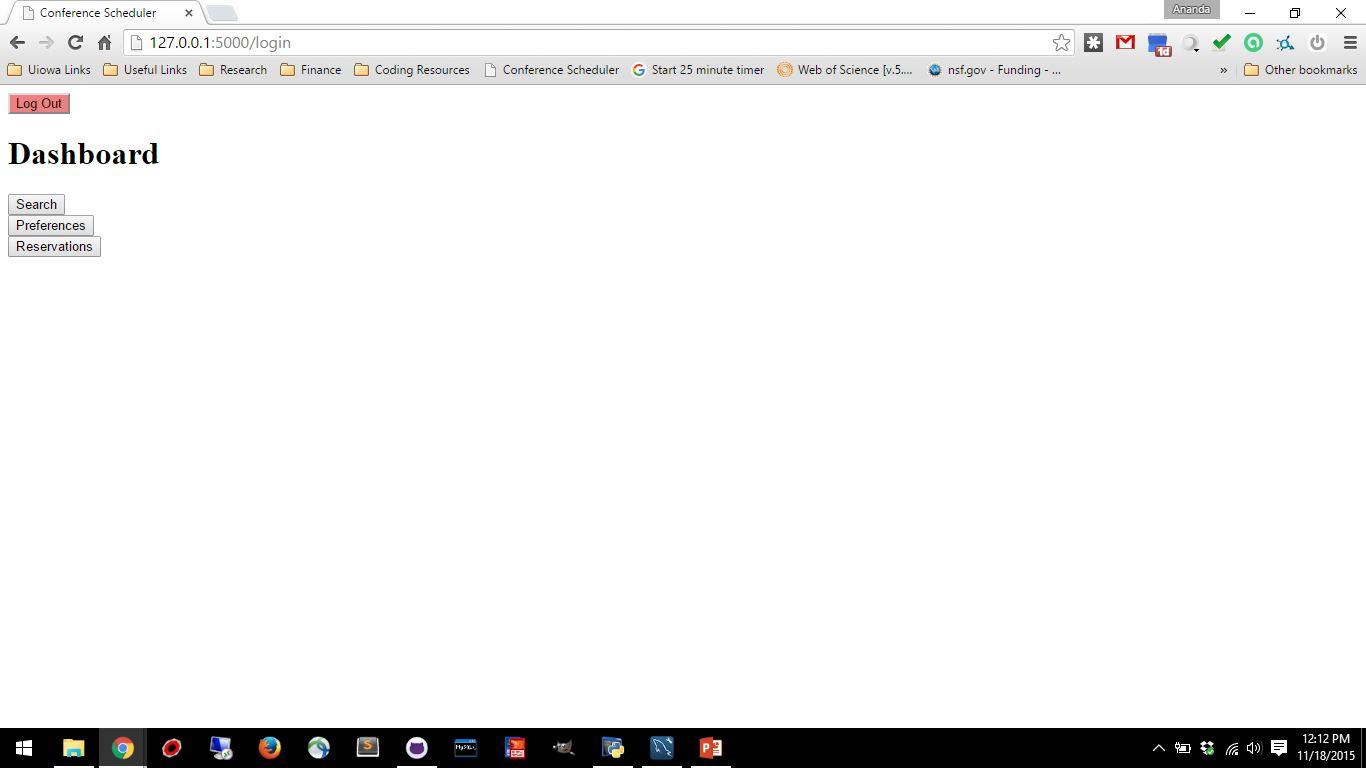 Conference Scheduler
Ananda
127.0.0.1:5000/login
1d
Uiowa Links Useful Links Research Finance Coding Resources Conference Scheduler Start 25 minute timer Web of Science [v.5.... nsf.gov - Funding - ... » Other bookmarks
Log Out
Dashboard
Search
Preferences
Reservations
12:12 PM
11/18/2015